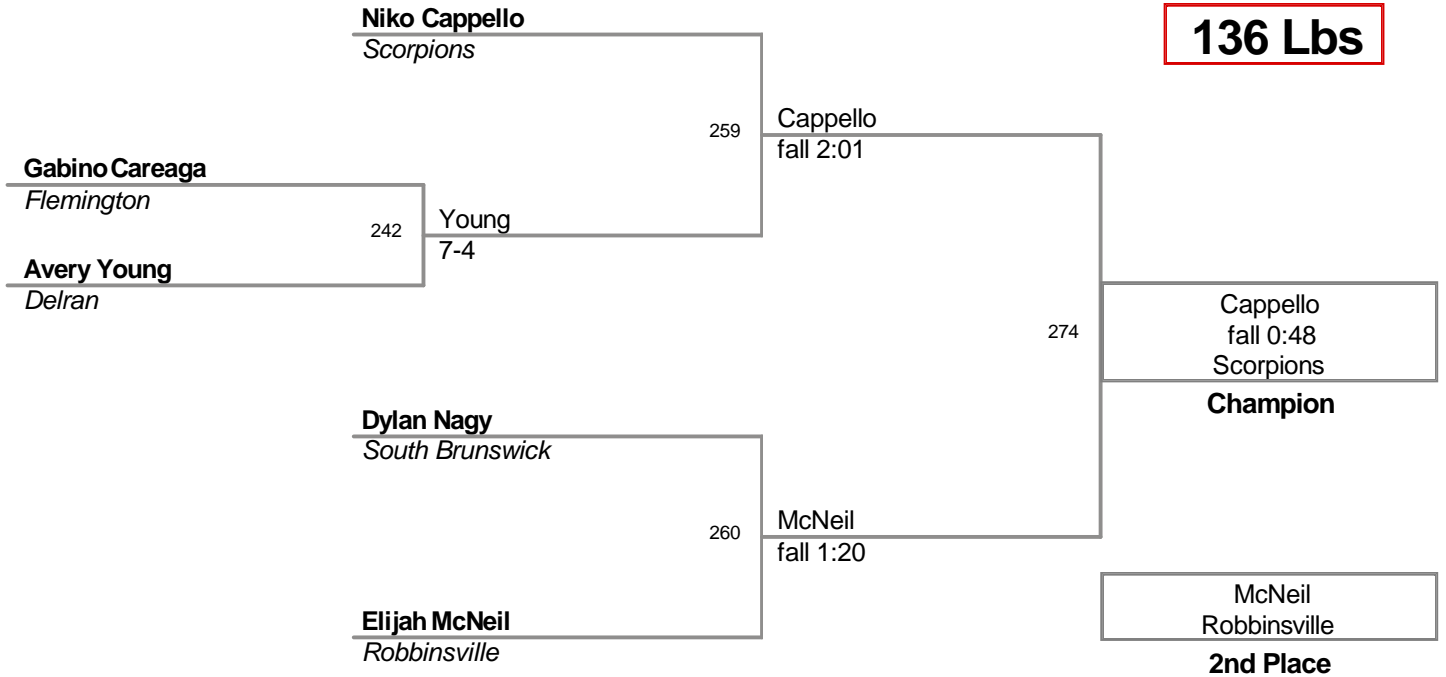 Niko Cappello
Scorpions
136 Lbs
259
Cappello
fall 2:01
Gabino Careaga
Flemington
242
Young
7-4
Avery Young
Delran
274
Cappello
fall 0:48
Scorpions
Champion
Dylan Nagy
South Brunswick
260
McNeil
fall 1:20
Elijah McNeil
Robbinsville
McNeil
Robbinsville
2nd Place